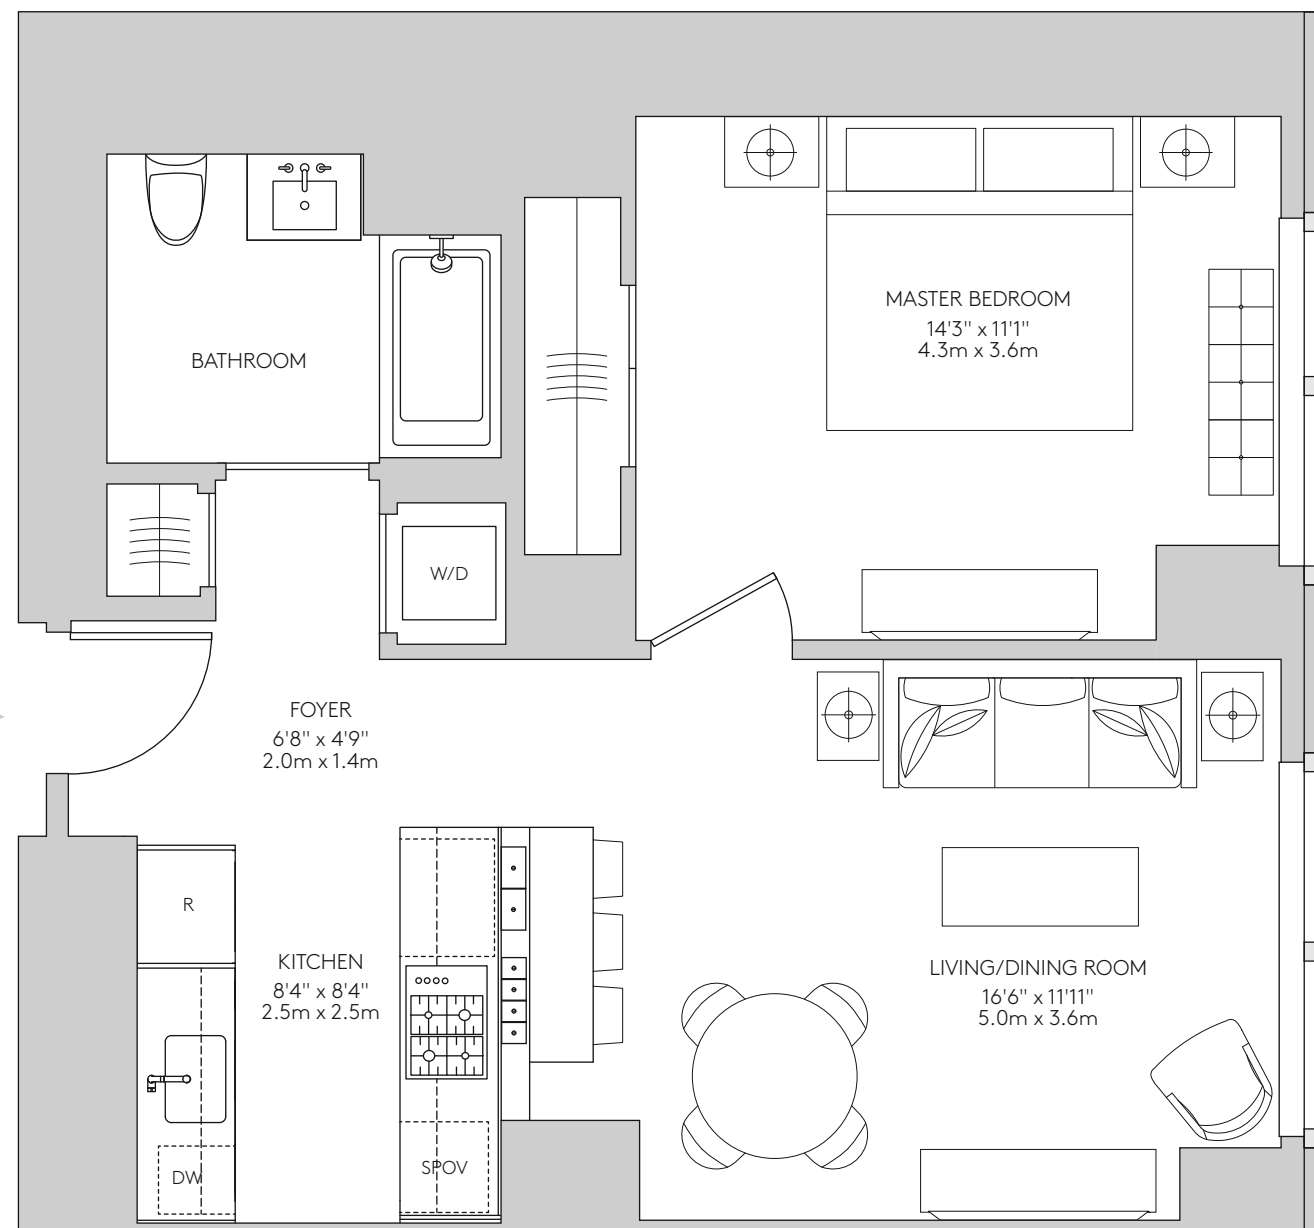 MASTER BEDROOM
14'3" x 11'1"
4.3m x 3.6m
BATHROOM
W/D
FOYER
6'8" x 4'9"
2.0m x 1.4m
R
KITCHEN
8'4" x 8'4"
2.5m x 2.5m
LIVING/DINING ROOM
16'6" x 11'11"
5.0m x 3.6m
DW
SPOV